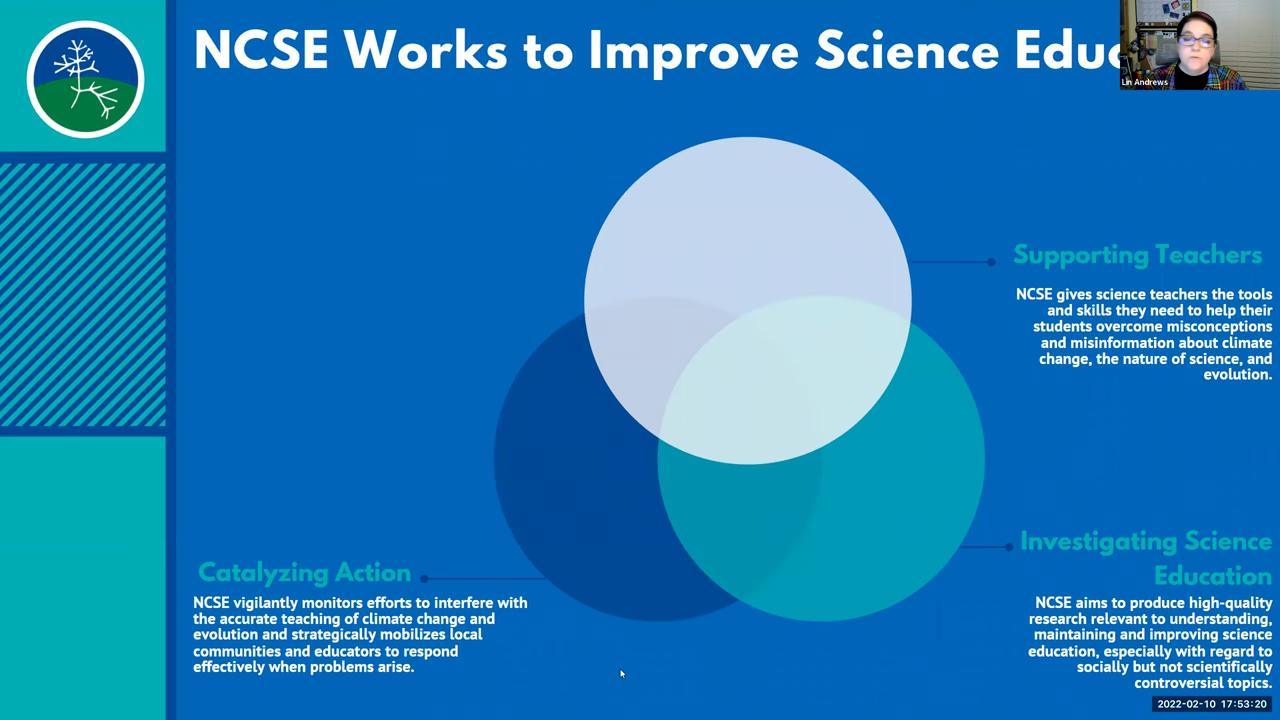 NCSE Works to Improve Science Educ
Lin Andrews
Supporting Teachers
NCSE gives science teachers the tools
and skills they need to help their
students overcome misconceptions
and misinformation about climate
change, the nature of science, and
evolution.
Catalyzing Action
NCSE vigilantly monitors efforts to interfere with
the accurate teaching of climate change and
evolution and strategically mobilizes local
communities and educators to respond
effectively when problems arise.
Investigating Science
Education
NCSE aims to produce high-quality
research relevant to understanding,
maintaining and improving science
education, especially with regard to
socially but not scientifically
controversial topics.
2022-02-10 17:53:20